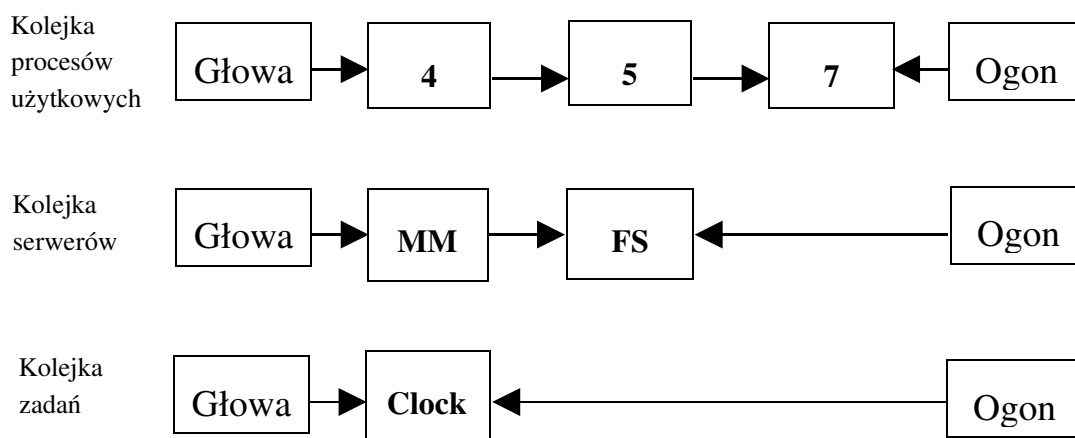 Kolejka
procesów
użytkowych
Głowa
4
5
7
Ogon
Kolejka
serwerów
Głowa
MM
FS
Ogon
Kolejka
zadań
Głowa
Clock
Ogon